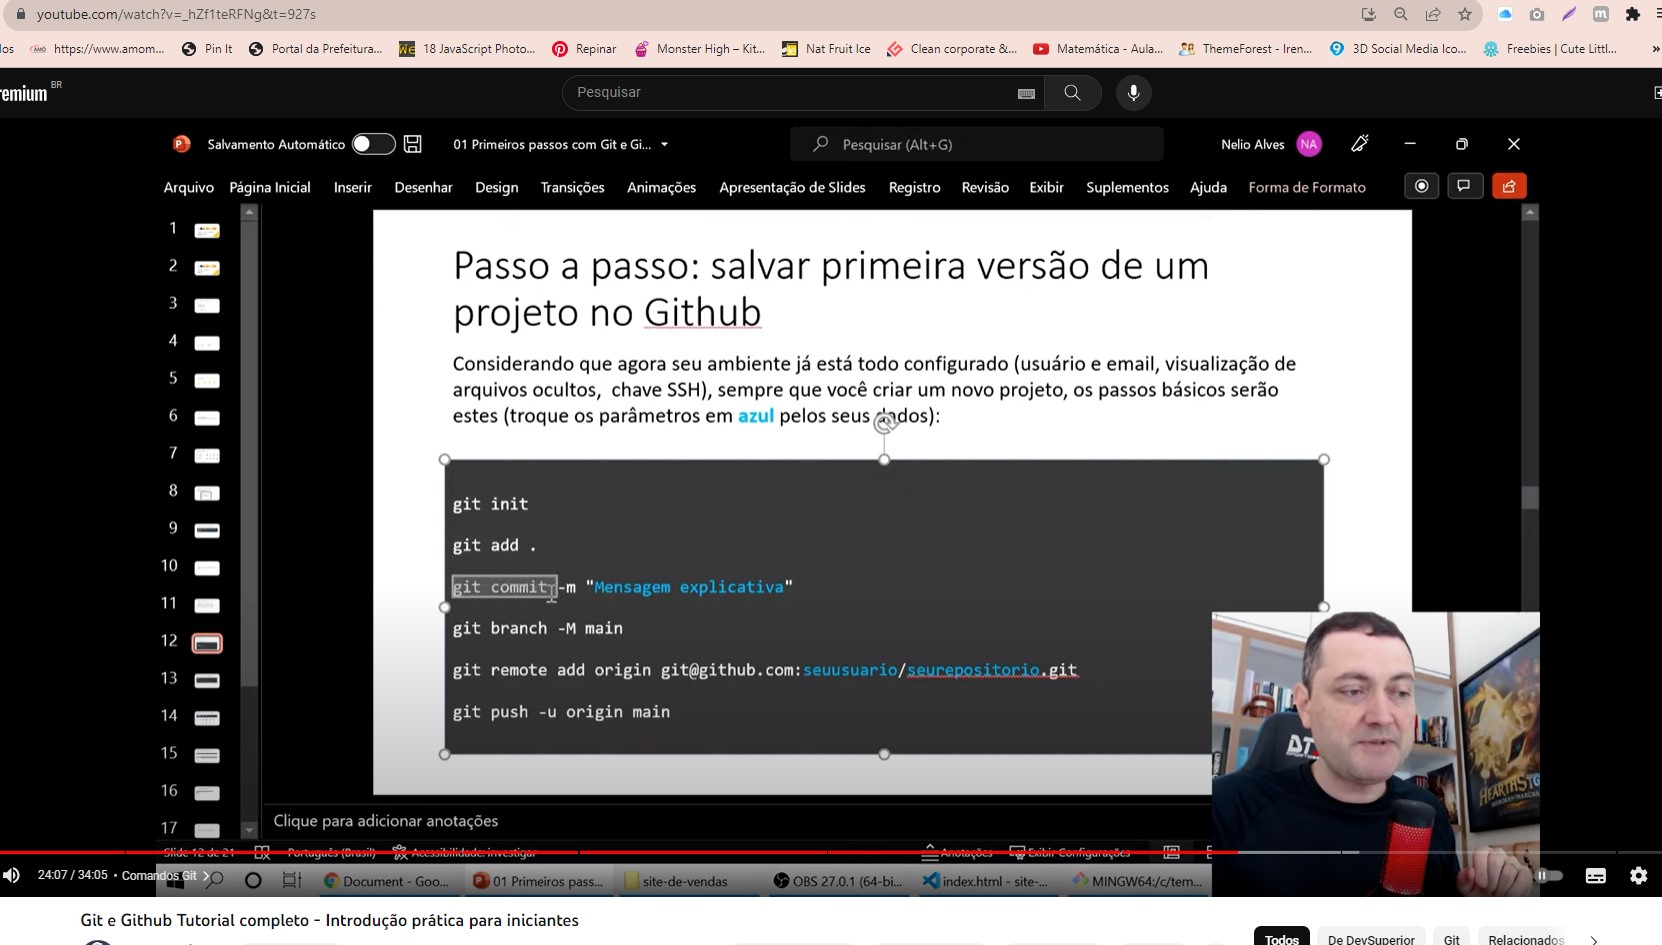 youtube.com/watch?v=_hZf1teRFNg&t=927s
https://www.amom... Pin It Portal da Prefeitura... 18 JavaScript Photo... Repinar Monster High – Kit... Nat Fruit Ice Clean corporate &... Matemática - Aula... ThemeForest - Iren... 3D Social Media Ico... Freebies | Cute Littl... »
remium BR
Pesquisar
Salvamento Automático 01 Primeiros passos com Git e Gi... Pesquisar (Alt+G) Nelio Alves NA
Arquivo Página Inicial Inserir Desenhar Design Transições Animações Apresentação de Slides Registro Revisão Exibir Suplementos Ajuda Forma de Formato
1
2
3
4
5
6
7
8
9
10
11
12
13
14
15
16
17
Passo a passo: salvar primeira versão de um
projeto no Github
Considerando que agora seu ambiente já está todo configurado (usuário e email, visualização de
arquivos ocultos, chave SSH), sempre que você criar um novo projeto, os passos básicos serão
estes (troque os parâmetros em azul pelos seus dados):
git init
git add .
git commit -m "Mensagem explicativa"
git branch -M main
git remote add origin git@github.com:seuusuario/seurepositorio.git
git push -u origin main
HEARTHSTONE
Clique para adicionar anotações
Slide 12 de 21 Português (Brasil) Acessibilidade: investigar Anotações Exibir Configurações
24:07 / 34:05 • Comandos Git
Document - Goo... 01 Primeiros pass... site-de-vendas OBS 27.0.1 (64-bi... index.html - site-... MINGW64:/c/tem...
Git e Github Tutorial completo - Introdução prática para iniciantes
Todos De DevSuperior Git Relacionados